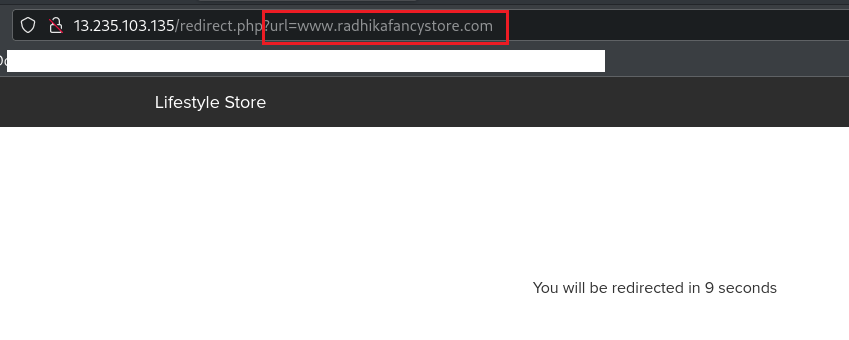 13.235.103.135/redirect.php?url=www.radhikafancystore.com
Lifestyle Store
You will be redirected in 9 seconds